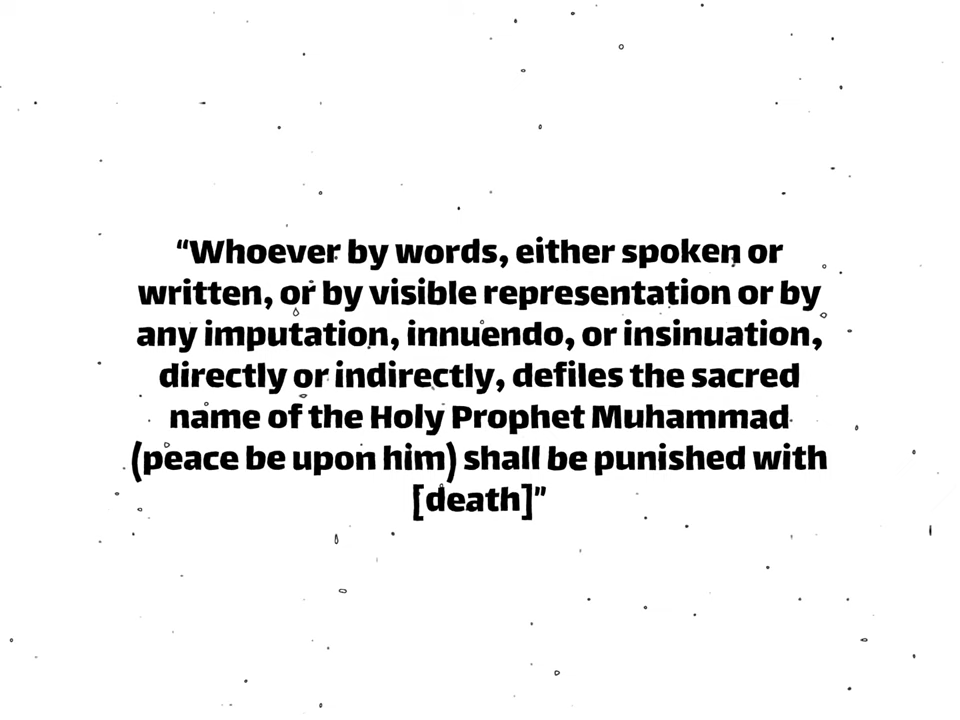 “Whoever by words, either spoken or
written, or by visible representation or by
any imputation, innuendo, or insinuation,
directly or indirectly, defiles the sacred
name of the Holy Prophet Muhammad
(peace be upon him) shall be punished with
[death]”